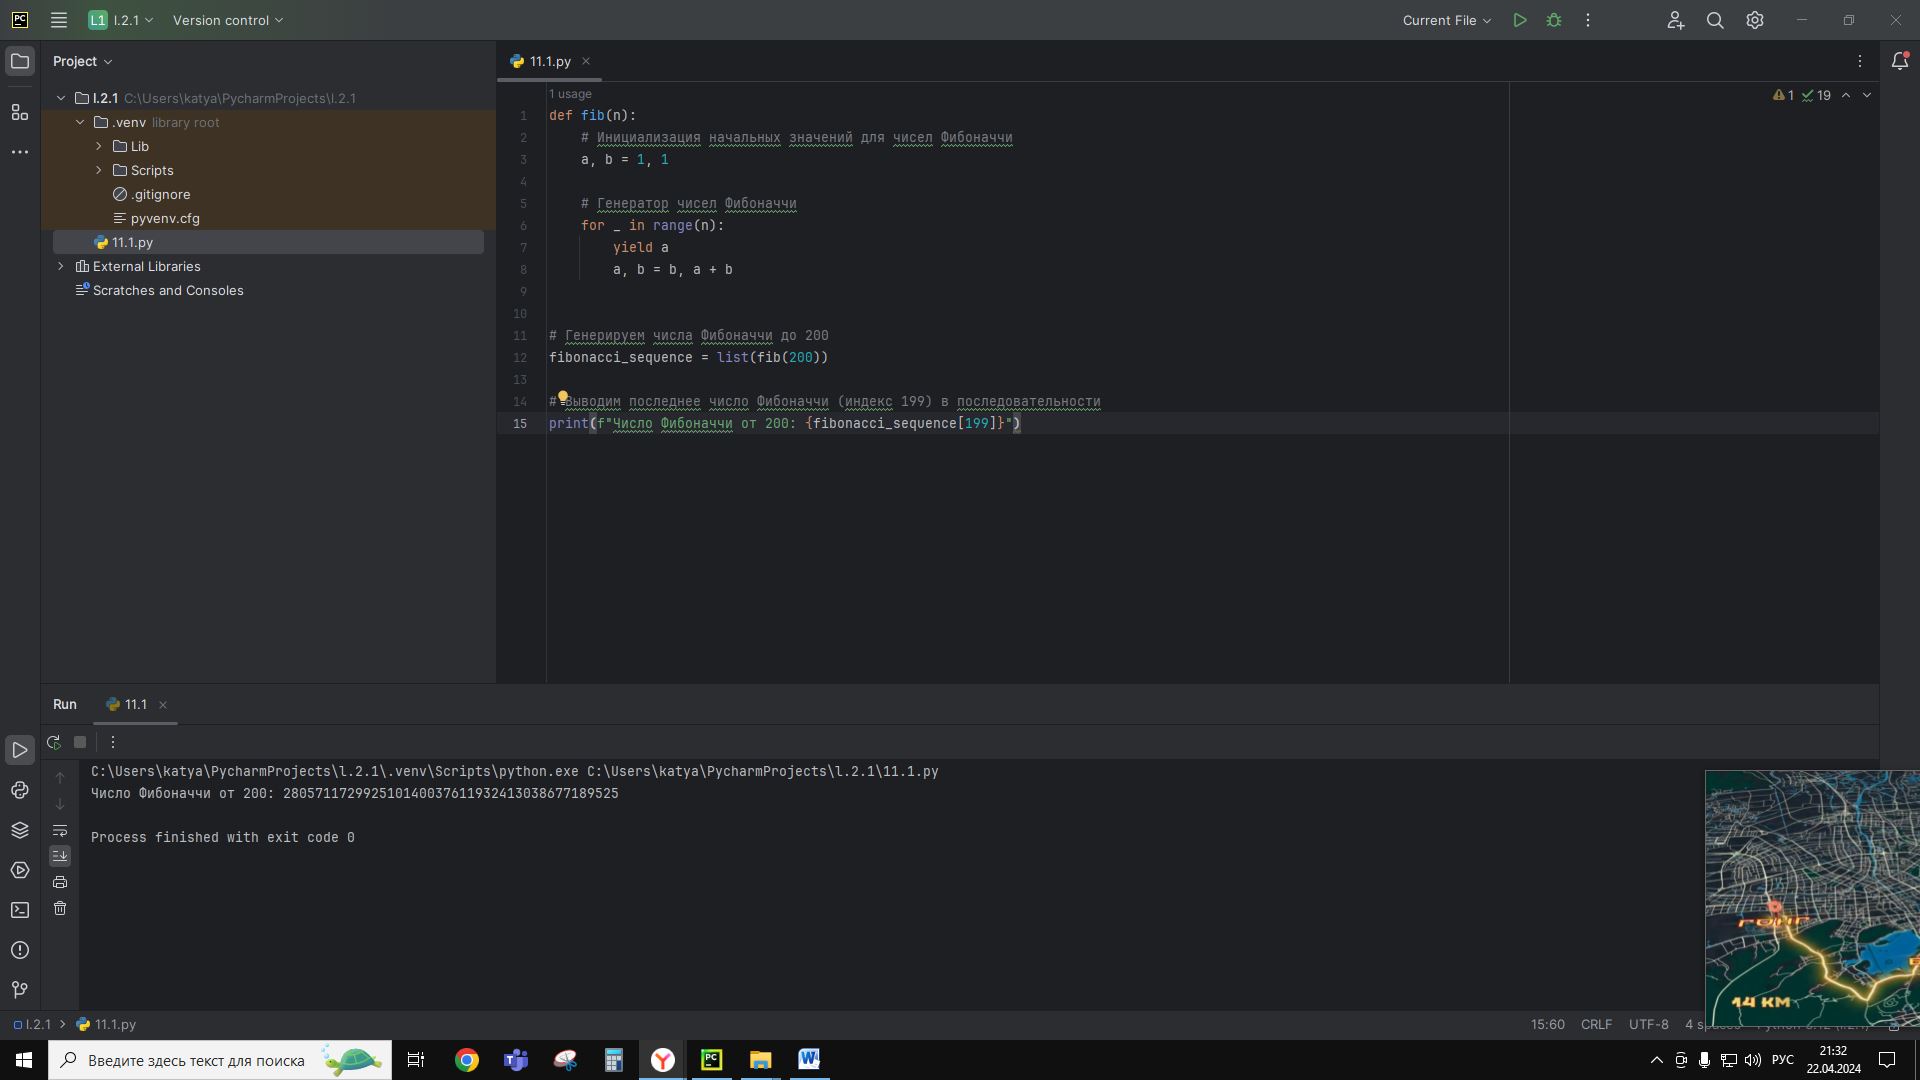 PC
L1 l.2.1
Version control
Current File
Project
11.1.py
l.2.1 C:\Users\katya\PycharmProjects\l.2.1
.venv library root
Lib
Scripts
.gitignore
pyvenv.cfg
11.1.py
External Libraries
Scratches and Consoles
1 usage
1 19
1 def fib(n):
2 # Инициализация начальных значений для чисел Фибоначчи
3 a, b = 1, 1
4
5 # Генератор чисел Фибоначчи
6 for _ in range(n):
7 yield a
8 a, b = b, a + b
9
10
11 # Генерируем числа Фибоначчи до 200
12 fibonacci_sequence = list(fib(200))
13
14 # Выводим последнее число Фибоначчи (индекс 199) в последовательности
15 print(f"Число Фибоначчи от 200: {fibonacci_sequence[199]}")
Run 11.1
C:\Users\katya\PycharmProjects\l.2.1\.venv\Scripts\python.exe C:\Users\katya\PycharmProjects\l.2.1\11.1.py
Число Фибоначчи от 200: 280571172992510140037611932413038677189525
Process finished with exit code 0
14 КМ
l.2.1 11.1.py
15:60 CRLF UTF-8
Введите здесь текст для поиска
РУС
21:32
22.04.2024